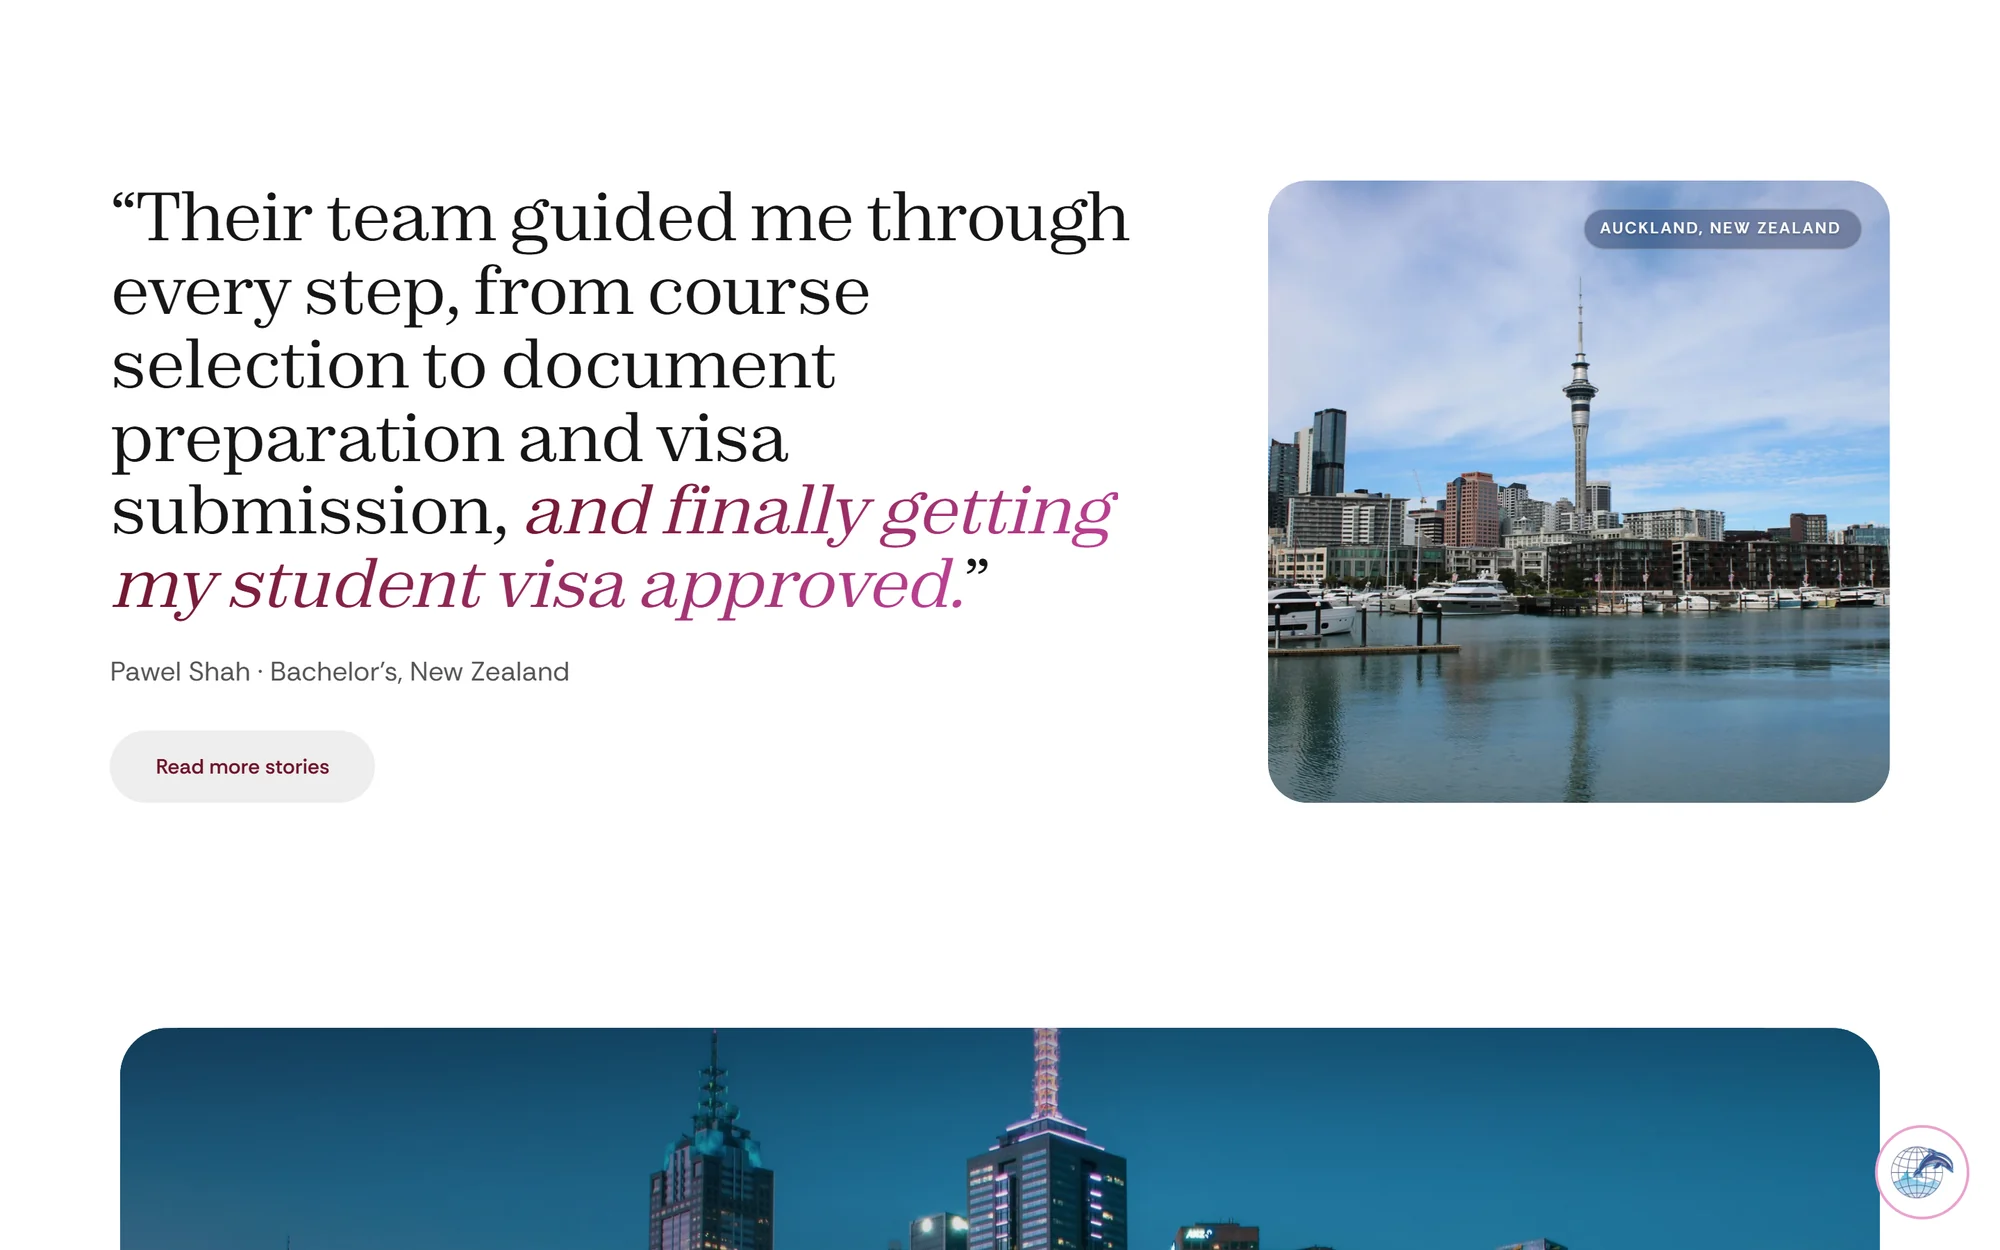 “Their team guided me through
every step, from course
selection to document
preparation and visa
submission, and finally getting
my student visa approved.”
Pawel Shah · Bachelor’s, New Zealand
Read more stories
AUCKLAND, NEW ZEALAND